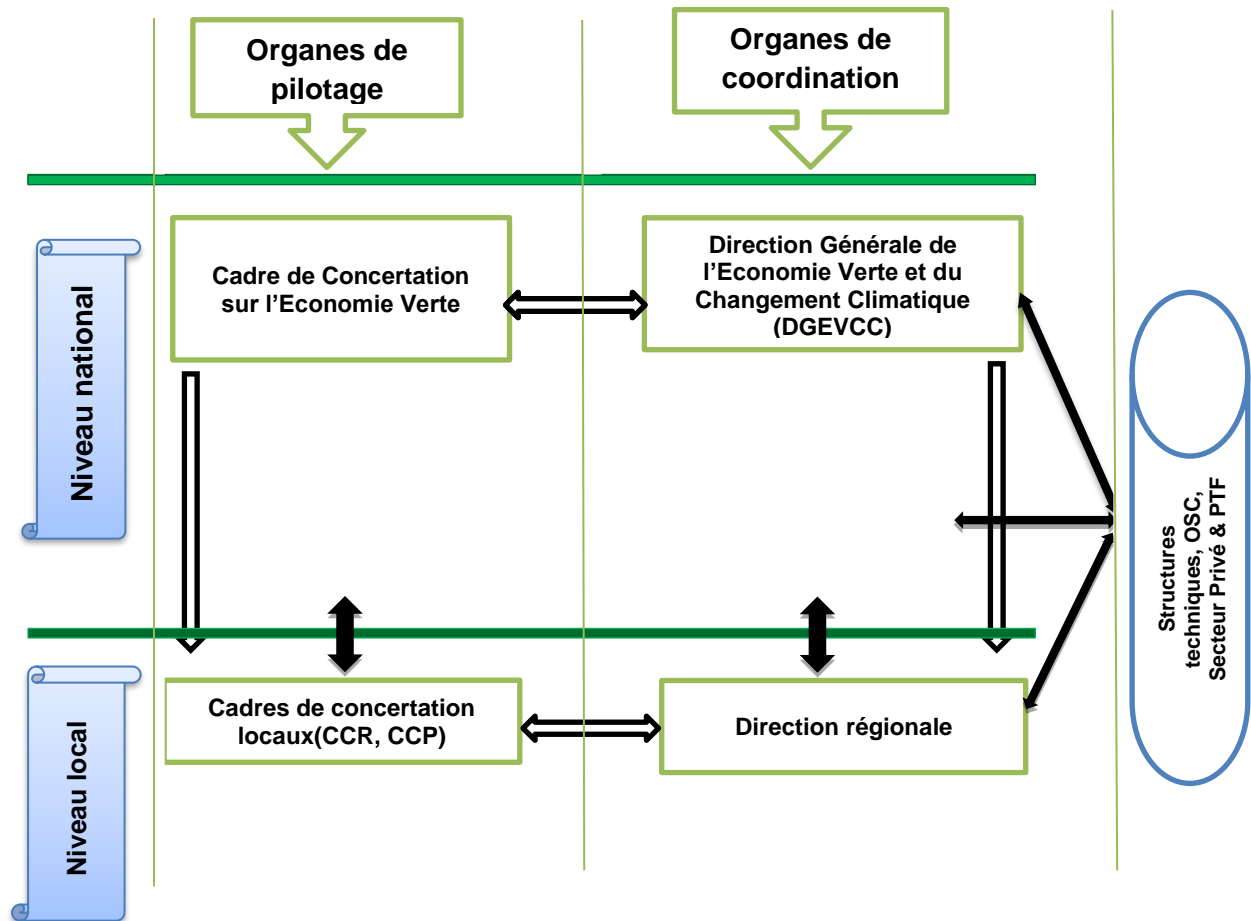 Organes de
pilotage
Organes de
coordination
Niveau national
Cadre de Concertation
sur l’Economie Verte
Direction Générale de
l’Economie Verte et du
Changement Climatique
(DGEVCC)
Structures
techniques, OSC,
Secteur Privé & PTF
Niveau local
Cadres de concertation
locaux(CCR, CCP)
Direction régionale